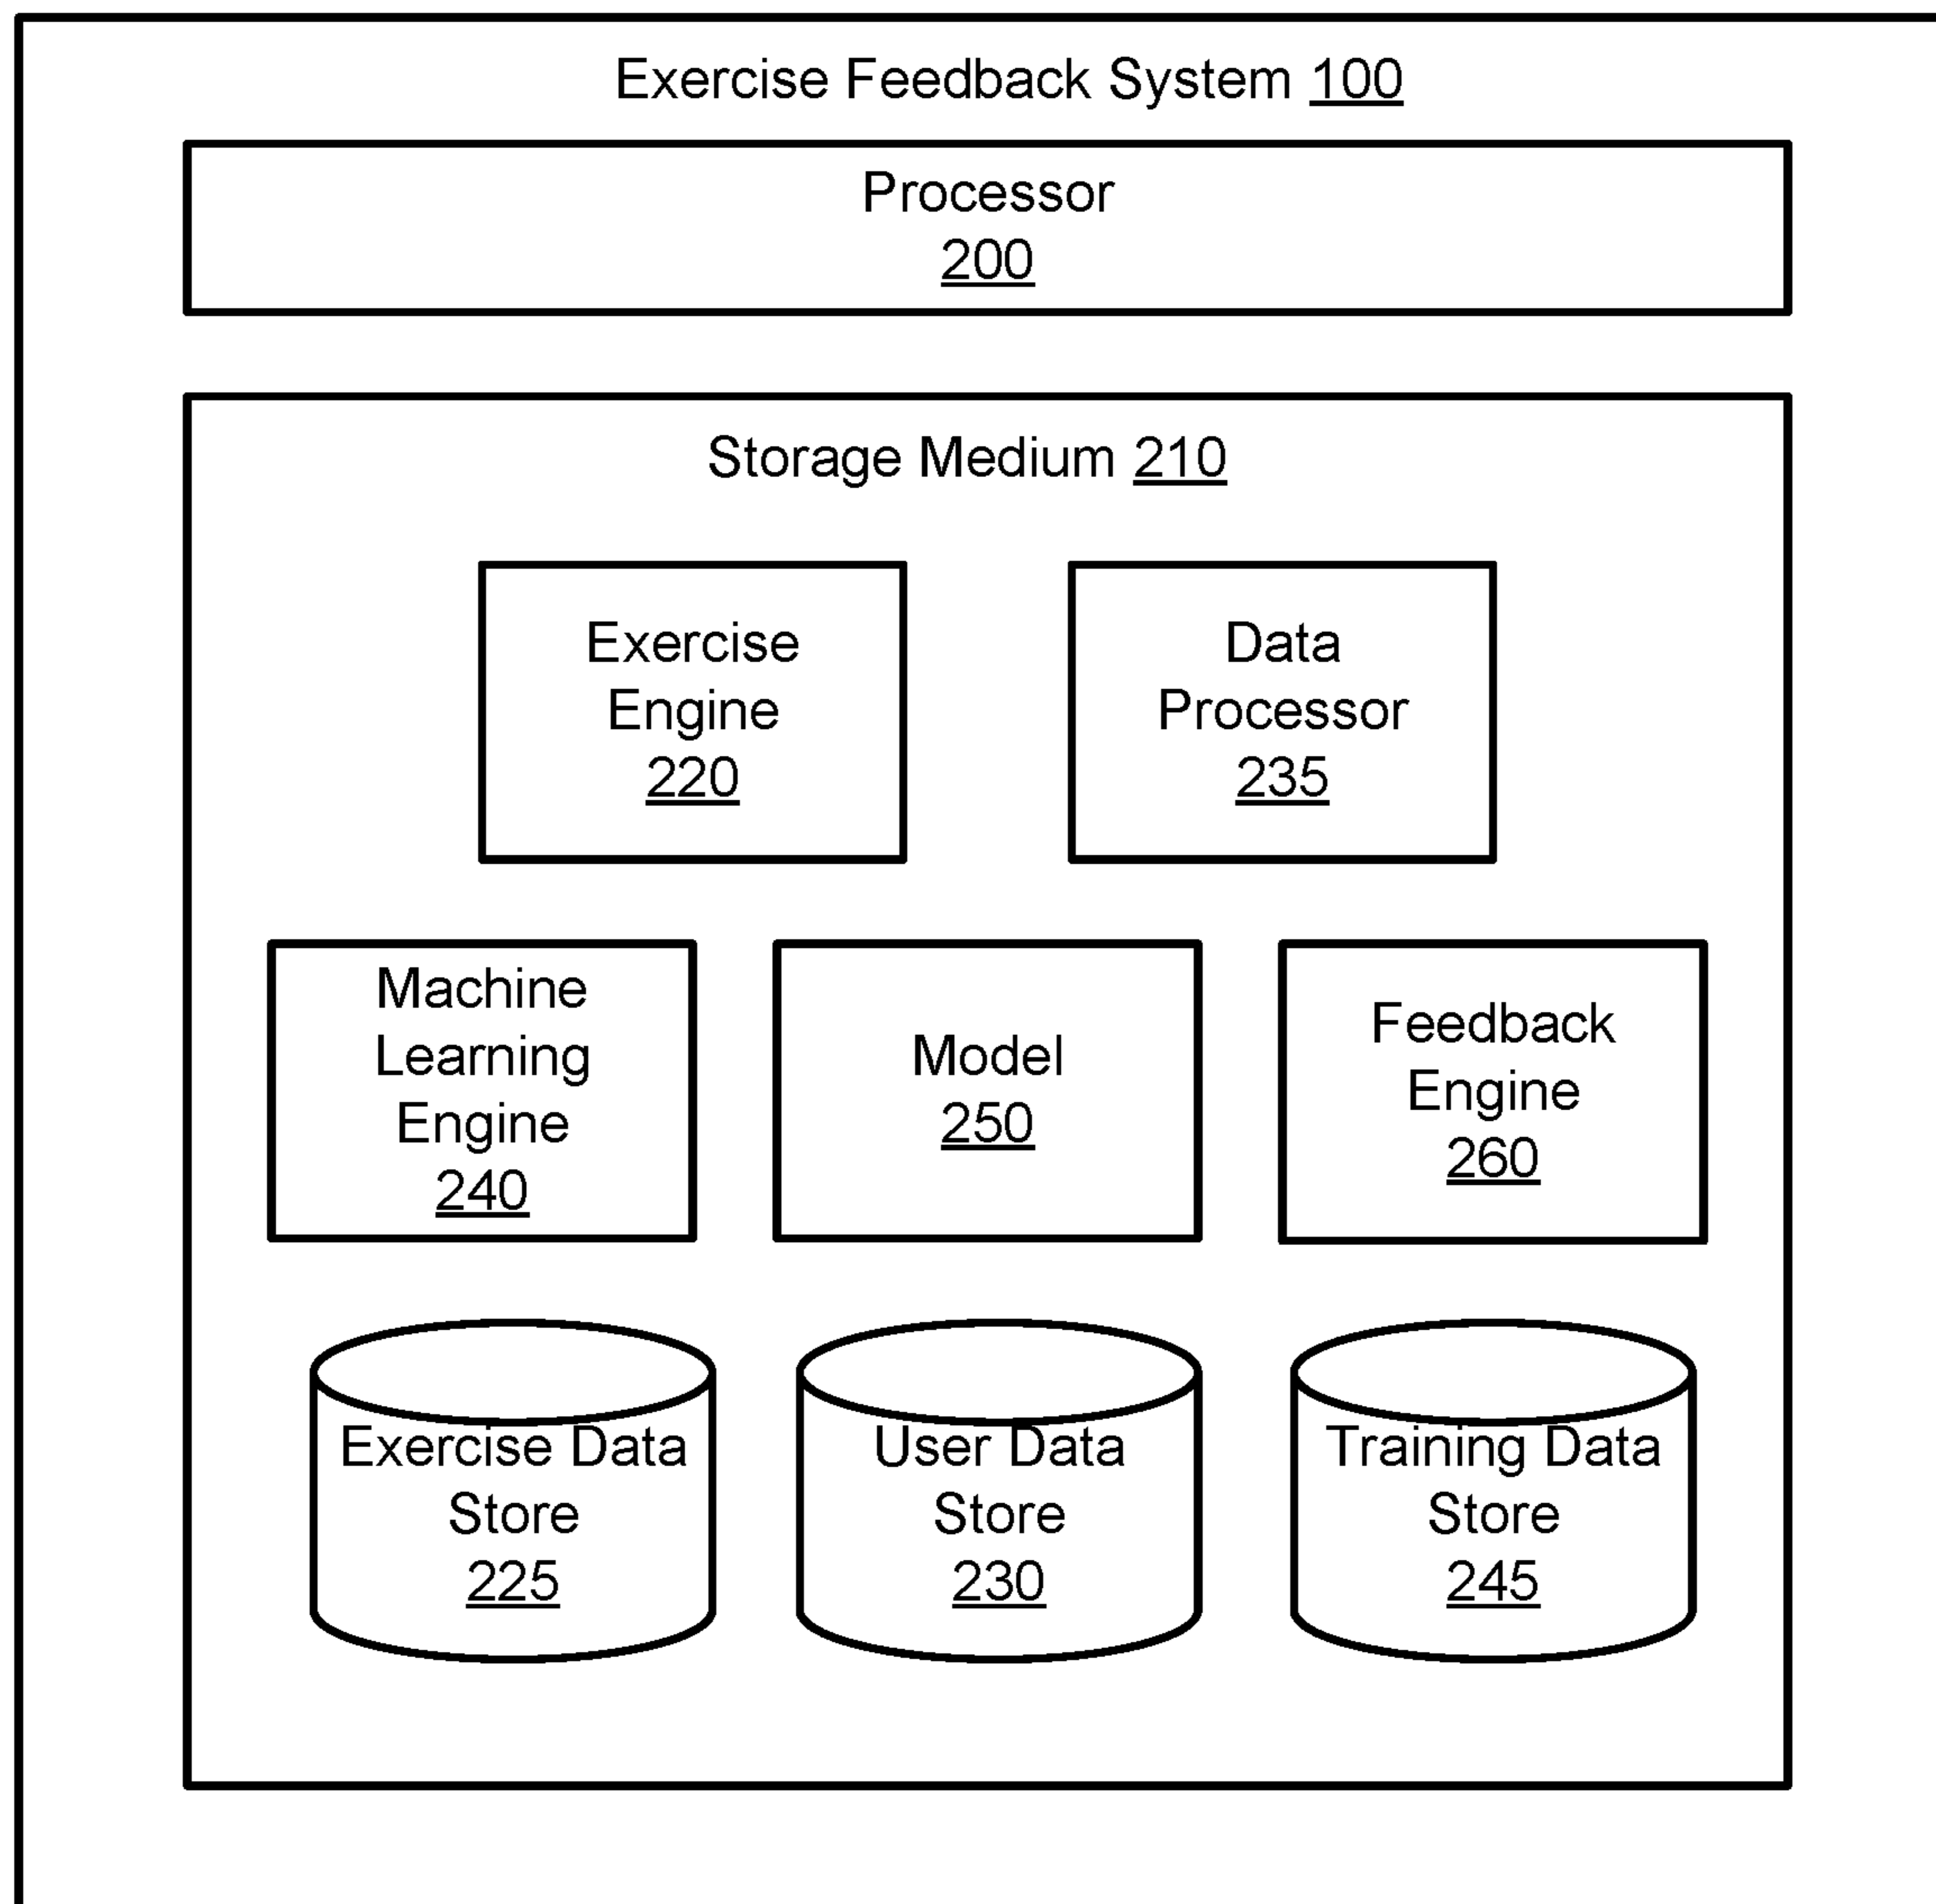 Exercise Feedback System 100
Processor
200
Storage Medium 210
Exercise
Engine
220
Data
Processor
235
Machine
Learning
Engine
240
Model
250
Feedback
Engine
260
Exercise Data
Store
225
User Data
Store
230
Training Data
Store
245